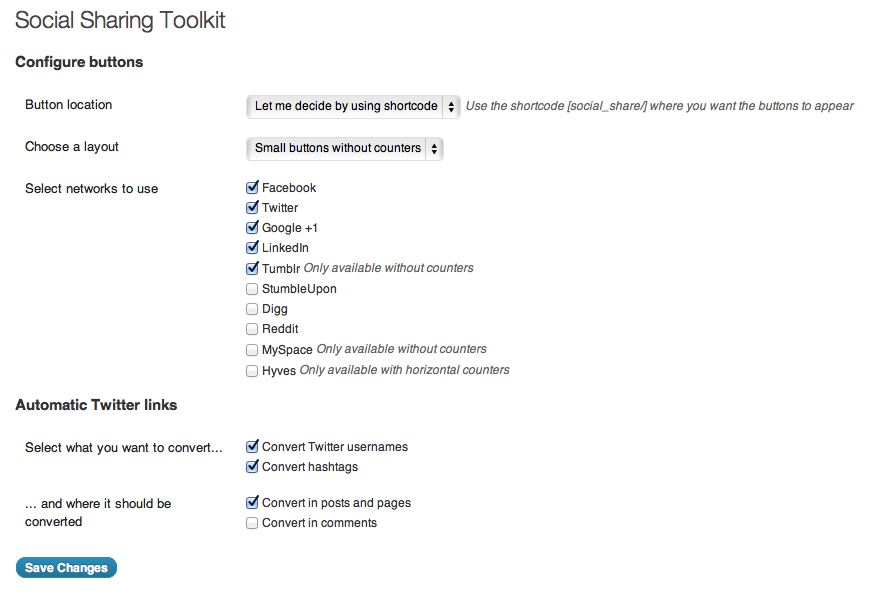 Social Sharing Toolkit
Configure buttons
Button location
Let me decide by using shortcode
Use the shortcode [social_share/] where you want the buttons to appear
Choose a layout
Small buttons without counters
Select networks to use
Facebook
Twitter
Google +1
LinkedIn
Tumblr Only available without counters
StumbleUpon
Digg
Reddit
MySpace Only available without counters
Hyves Only available with horizontal counters
Automatic Twitter links
Select what you want to convert...
Convert Twitter usernames
Convert hashtags
... and where it should be
converted
Convert in posts and pages
Convert in comments
Save Changes